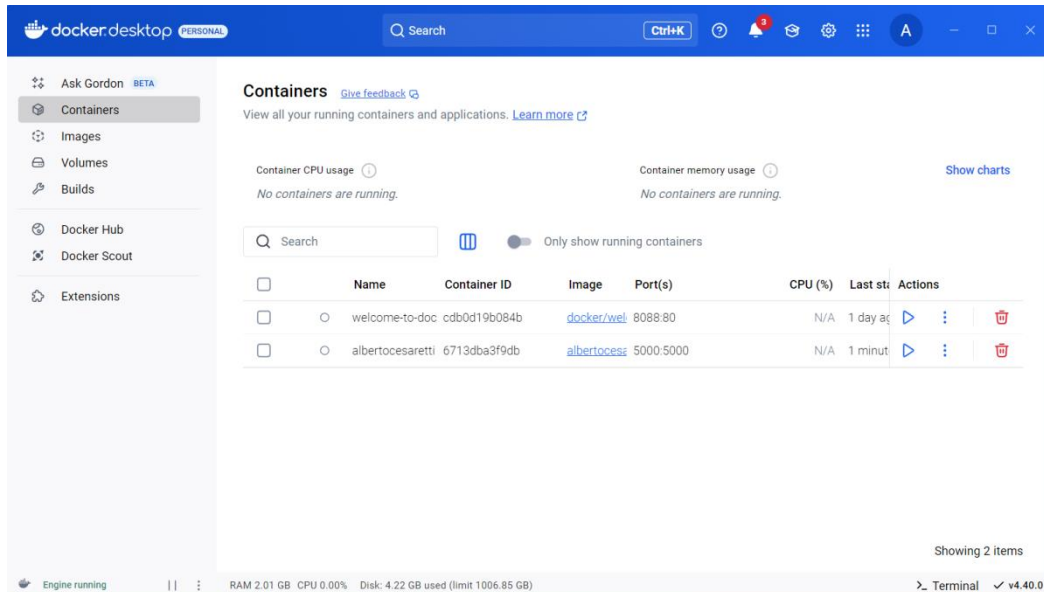 docker.desktop PERSONAL Search Ctrl+K 3 A
Ask Gordon BETA
Containers
Images
Volumes
Builds
Docker Hub
Docker Scout
Extensions
Containers Give feedback
View all your running containers and applications. Learn more
Container CPU usage Container memory usage Show charts
No containers are running. No containers are running.
Search Only show running containers
Name Container ID Image Port(s) CPU (%) Last sta Actions
welcome-to-doc cdb0d19b084b docker/wel 8088:80 N/A 1 day ag
albertocesaretti 6713dba3f9db albertocesa 5000:5000 N/A 1 minut
Showing 2 items
Engine running RAM 2.01 GB CPU 0.00% Disk: 4.22 GB used (limit 1006.85 GB) >_ Terminal v4.40.0